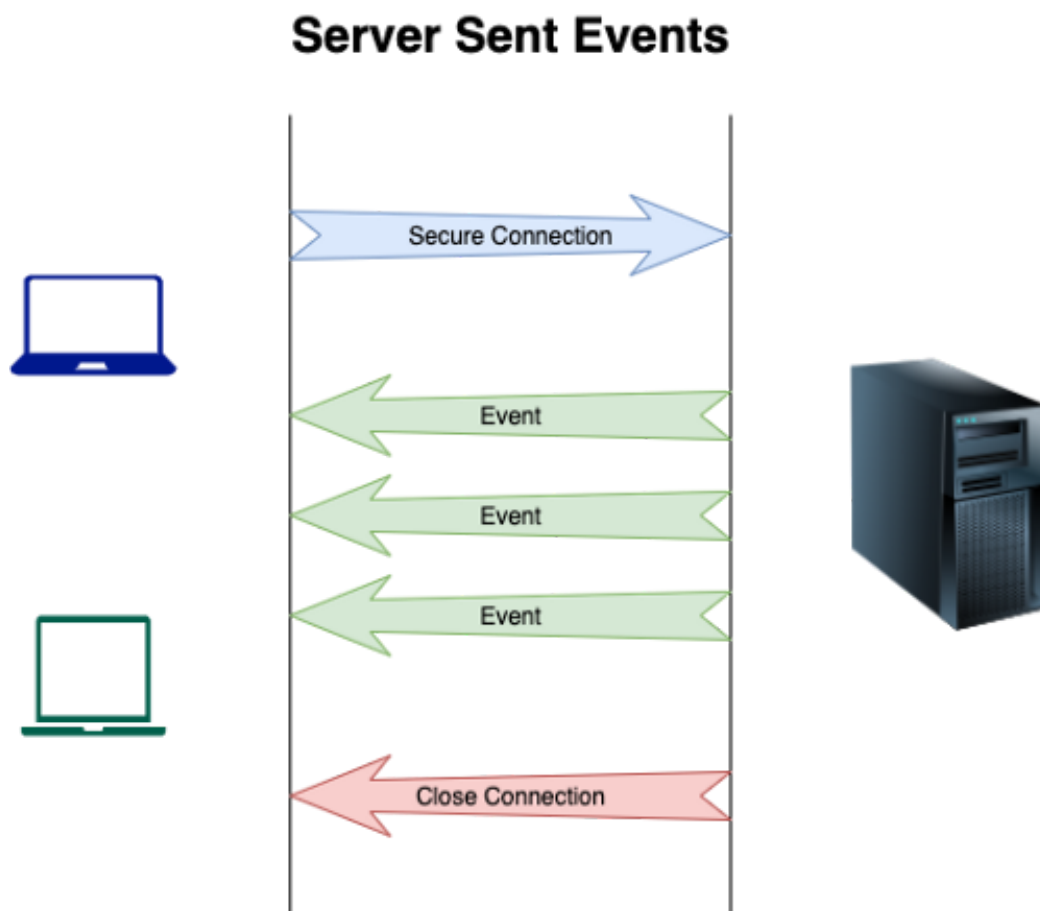 Server Sent Events
Secure Connection
Event
Event
Event
Close Connection